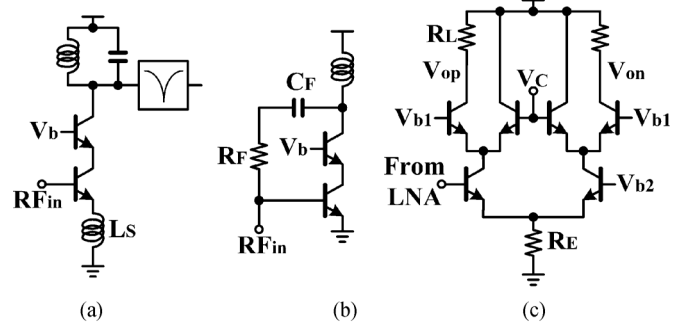 Vb
RFin
LS
(a)
CF
RF
Vb
RFin
(b)
RL
Vop
VC
Von
Vb1
Vb1
From
LNA
Vb2
RE
(c)